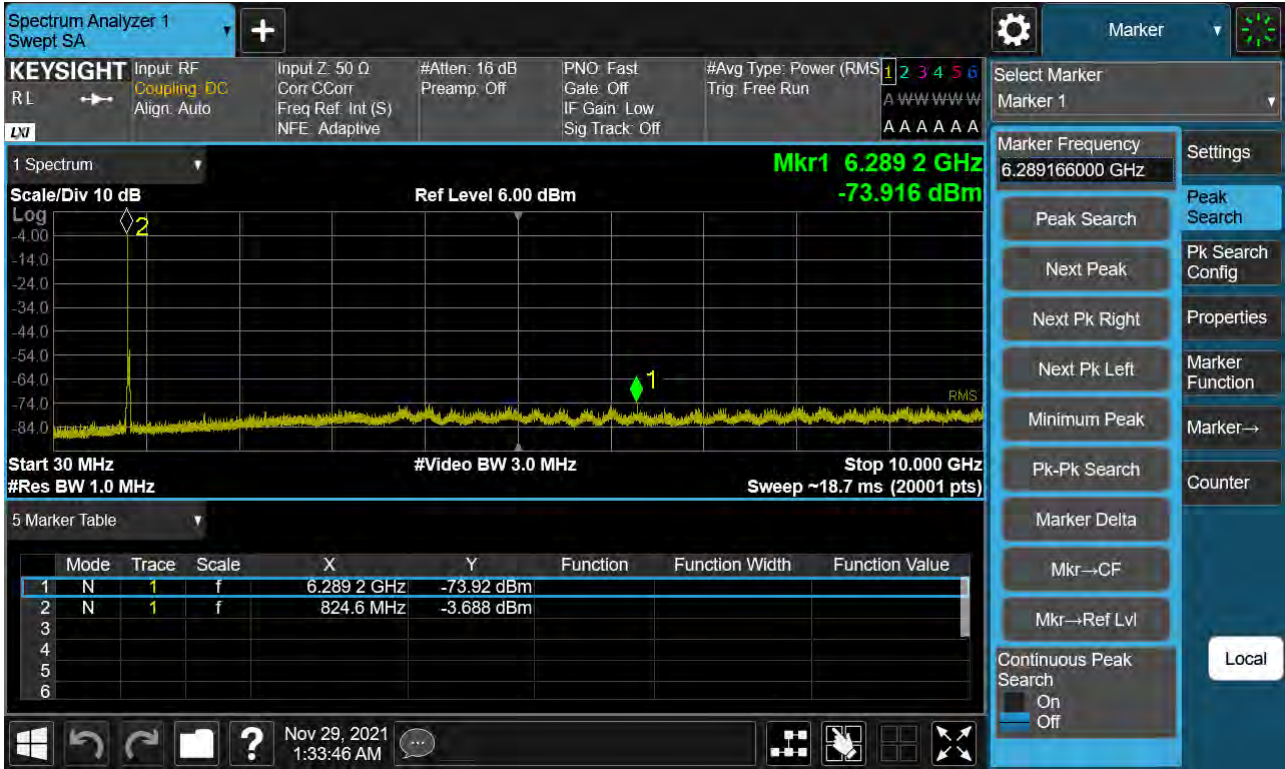 Spectrum Analyzer 1
Swept SA
+
Marker
KEYSIGHT
R L
LXI
Input: RF
Coupling: DC
Align: Auto
Input Z: 50 Ω
Corr CCorr
Freq Ref: Int (S)
NFE: Adaptive
#Atten: 16 dB
Preamp: Off
PNO: Fast
Gate: Off
IF Gain: Low
Sig Track: Off
#Avg Type: Power (RMS
Trig: Free Run
1 2 3 4 5 6
A W W W W W
A A A A A A
Select Marker
Marker 1
1 Spectrum
Mkr1 6.289 2 GHz
Scale/Div 10 dB
Ref Level 6.00 dBm
-73.916 dBm
Log
-4.00
-14.0
-24.0
-34.0
-44.0
-54.0
-64.0
-74.0
-84.0
2
1
RMS
Start 30 MHz
#Video BW 3.0 MHz
Stop 10.000 GHz
#Res BW 1.0 MHz
Sweep ~18.7 ms (20001 pts)
5 Marker Table
Mode Trace Scale X Y Function Function Width Function Value
1 N 1 f 6.289 2 GHz -73.92 dBm
2 N 1 f 824.6 MHz -3.688 dBm
3
4
5
6
Marker Frequency
6.289166000 GHz
Peak Search
Next Peak
Next Pk Right
Next Pk Left
Minimum Peak
Pk-Pk Search
Marker Delta
Mkr→CF
Mkr→Ref Lvl
Continuous Peak
Search
On
Off
Settings
Peak
Search
Pk Search
Config
Properties
Marker
Function
Marker→
Counter
Local
?
Nov 29, 2021
1:33:46 AM